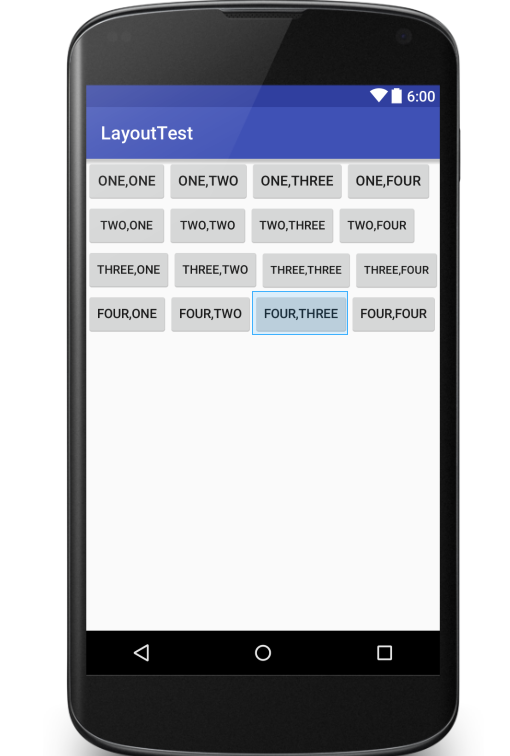 6:00
LayoutTest
ONE,ONE ONE,TWO ONE,THREE ONE,FOUR
TWO,ONE TWO,TWO TWO,THREE TWO,FOUR
THREE,ONE THREE,TWO THREE,THREE THREE,FOUR
FOUR,ONE FOUR,TWO FOUR,THREE FOUR,FOUR